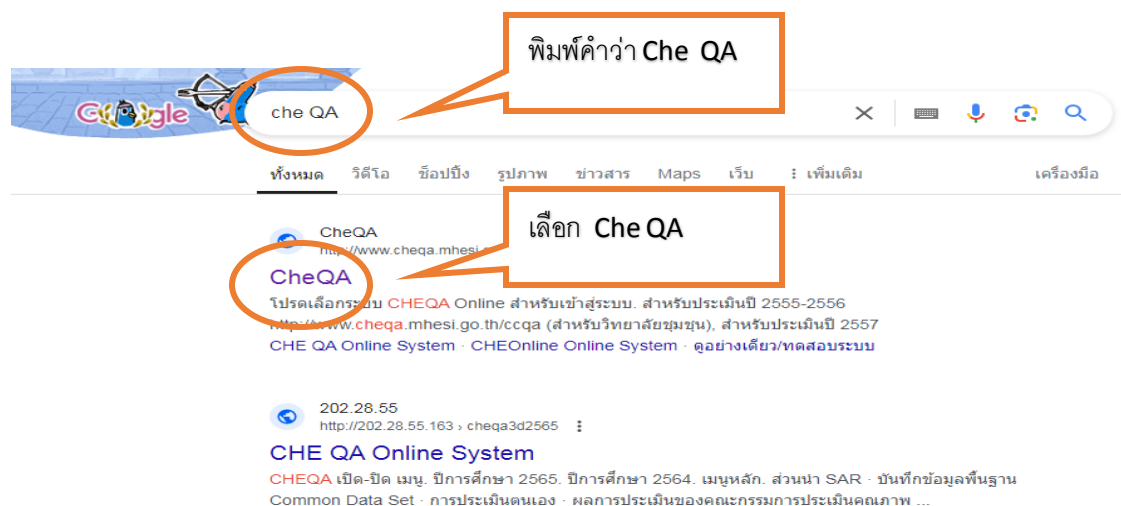 พิมพ์คำว่า Che QA
Google
che QA
ทั้งหมด วิดีโอ ช็อปปิ้ง รูปภาพ ข่าวสาร Maps เว็บ : เพิ่มเติม เครื่องมือ
เลือก Che QA
CheQA
http://www.cheqa.mhesi.
CheQA
โปรดเลือกระบบ CHEQA Online สำหรับเข้าสู่ระบบ. สำหรับประเมินปี 2555-2556
http://www.cheqa.mhesi.go.th/ccqa (สำหรับวิทยาลัยชุมชน), สำหรับประเมินปี 2557
CHE QA Online System · CHEOnline Online System · ดูอย่างเดียว/ทดสอบระบบ
202.28.55
http://202.28.55.163 › cheqa3d2565
CHE QA Online System
CHEQA เปิด-ปิด เมนู. ปีการศึกษา 2565. ปีการศึกษา 2564. เมนูหลัก. ส่วนนำ SAR · บันทึกข้อมูลพื้นฐาน
Common Data Set · การประเมินตนเอง · ผลการประเมินของคณะกรรมการประเมินคุณภาพ ...